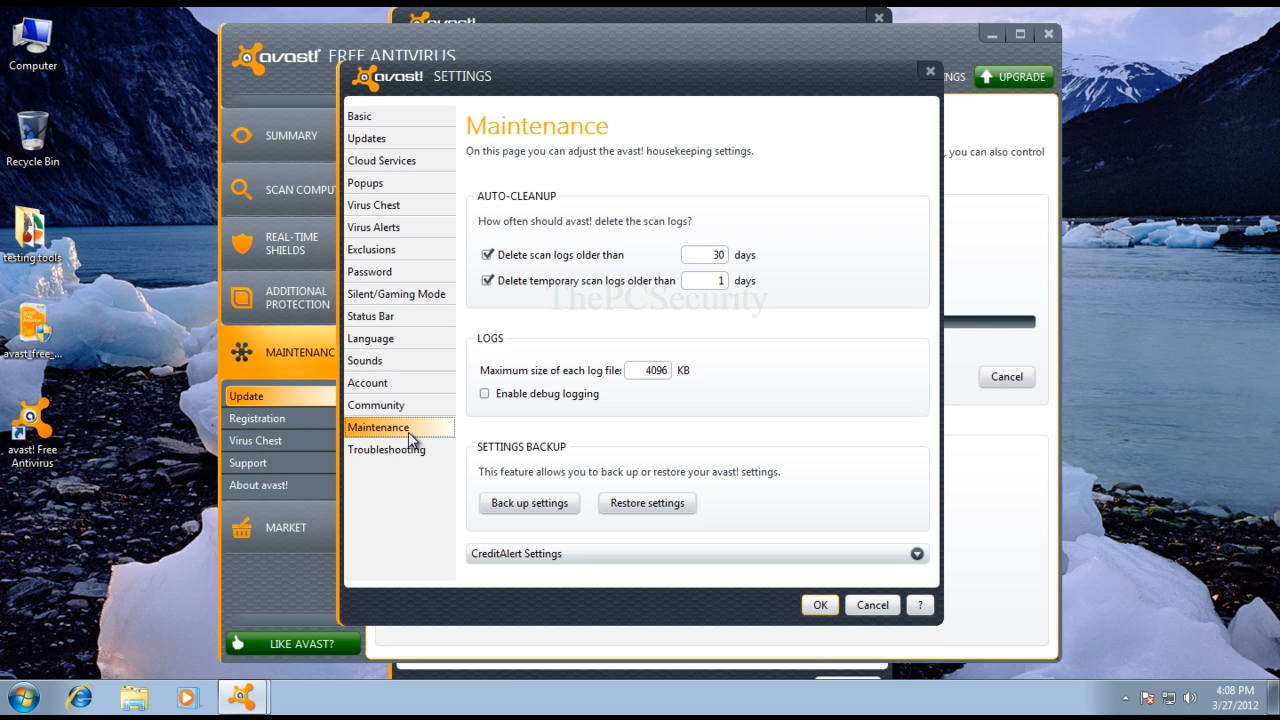 Computer
Recycle Bin
testing tools
avast_free_...
avast! Free
Antivirus
avast!
avast! FREE ANTIVIRUS
NGS
UPGRADE
SUMMARY
SCAN COMPU
REAL-TIME
SHIELDS
ADDITIONAL
PROTECTION
MAINTENANC
Update
Registration
Virus Chest
Support
About avast!
MARKET
LIKE AVAST?
, you can also control
Cancel
avast! SETTINGS
Basic
Updates
Cloud Services
Popups
Virus Chest
Virus Alerts
Exclusions
Password
Silent/Gaming Mode
Status Bar
Language
Sounds
Account
Community
Maintenance
Troubleshooting
Maintenance
On this page you can adjust the avast! housekeeping settings.
AUTO-CLEANUP
How often should avast! delete the scan logs?
Delete scan logs older than 30 days
Delete temporary scan logs older than 1 days
ThePCSecurity
LOGS
Maximum size of each log file: 4096 KB
Enable debug logging
SETTINGS BACKUP
This feature allows you to back up or restore your avast! settings.
Back up settings Restore settings
CreditAlert Settings
OK Cancel ?
4:08 PM
3/27/2012